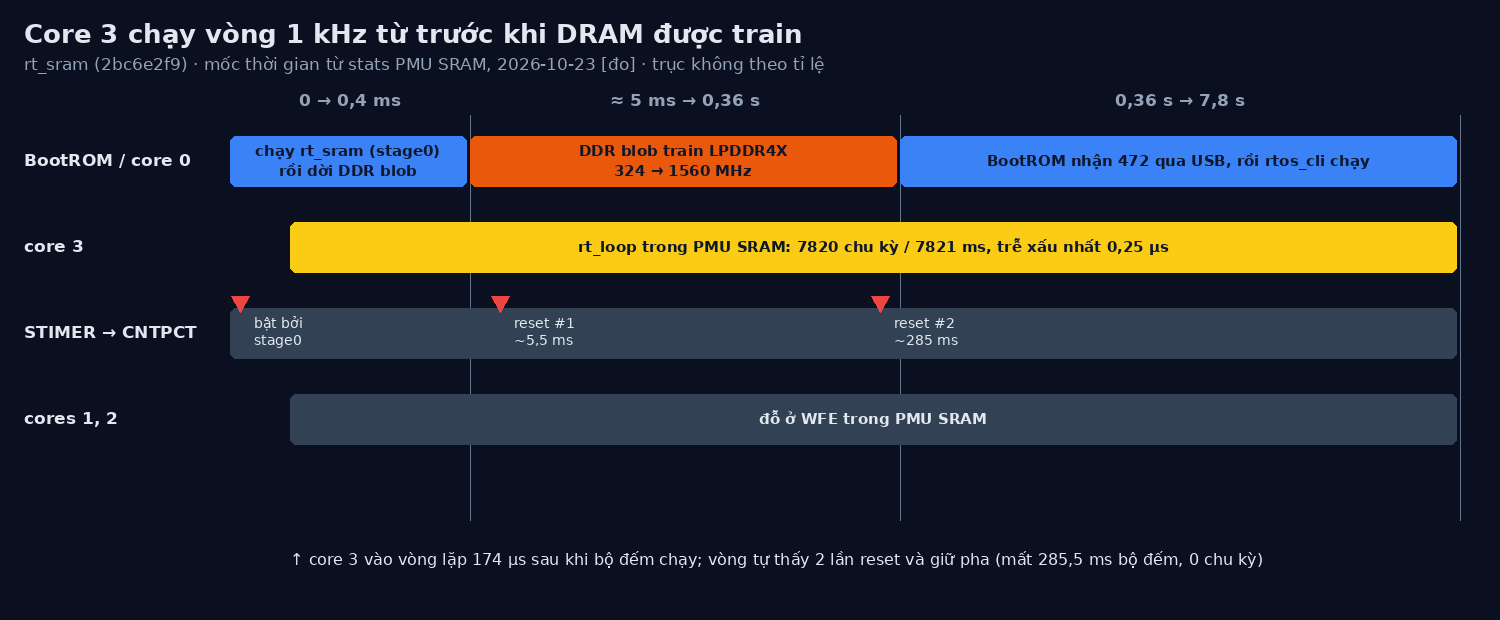 Core 3 chạy vòng 1 kHz từ trước khi DRAM được train
rt_sram (2bc6e2f9) · mốc thời gian từ stats PMU SRAM, 2026-10-23 [đo] · trục không theo tỉ lệ
0 → 0,4 ms
≈ 5 ms → 0,36 s
0,36 s → 7,8 s
BootROM / core 0
chạy rt_sram (stage0)
rồi dời DDR blob
DDR blob train LPDDR4X
324 → 1560 MHz
BootROM nhận 472 qua USB, rồi rtos_cli chạy
core 3
rt_loop trong PMU SRAM: 7820 chu kỳ / 7821 ms, trễ xấu nhất 0,25 µs
STIMER → CNTPCT
bật bởi
stage0
reset #1
~5,5 ms
reset #2
~285 ms
cores 1, 2
đỗ ở WFE trong PMU SRAM
↑ core 3 vào vòng lặp 174 µs sau khi bộ đếm chạy; vòng tự thấy 2 lần reset và giữ pha (mất 285,5 ms bộ đếm, 0 chu kỳ)